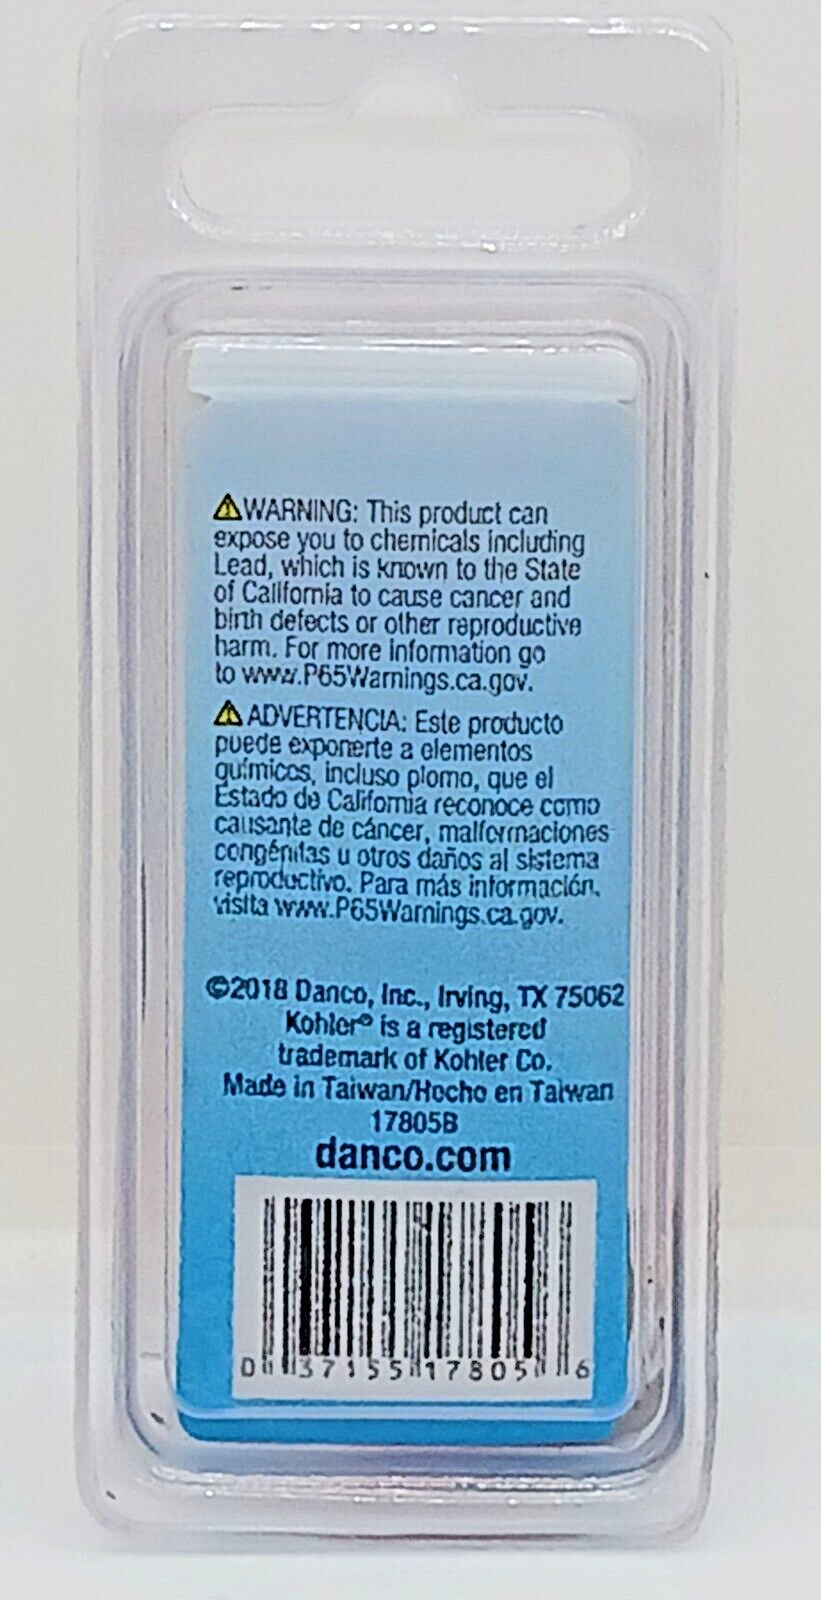 ⚠WARNING: This product can
expose you to chemicals including
Lead, which is known to the State
of California to cause cancer and
birth defects or other reproductive
harm. For more information go
to www.P65Warnings.ca.gov.
⚠ADVERTENCIA: Este producto
puede exponerte a elementos
químicos, incluso plomo, que el
Estado de California reconoce como
causante de cáncer, malformaciones
congénitas u otros daños al sistema
reproductivo. Para más información,
visita www.P65Warnings.ca.gov.
©2018 Danco, Inc., Irving, TX 75062
Kohler® is a registered
trademark of Kohler Co.
Made in Taiwan/Hecho en Taiwan
17805B
danco.com
0 37155 17805 6